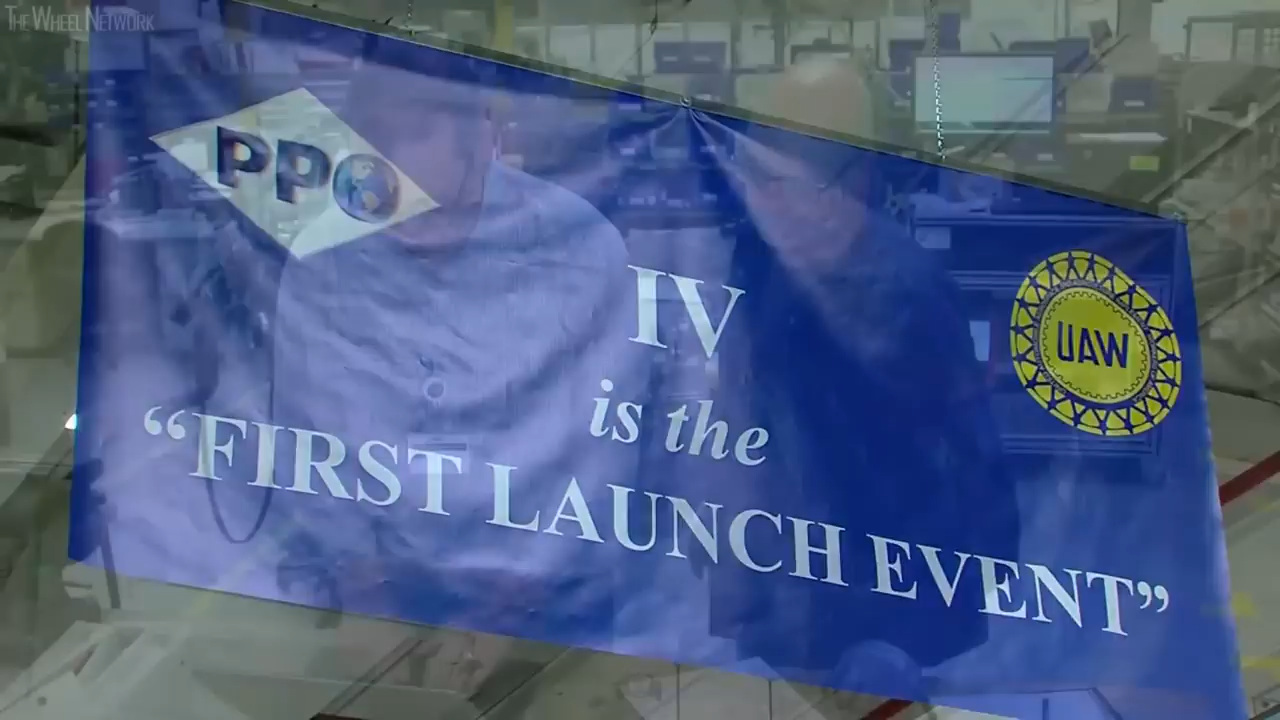 THE WHEEL NETWORK
PPO
IV
is the
UAW
“FIRST LAUNCH EVENT”